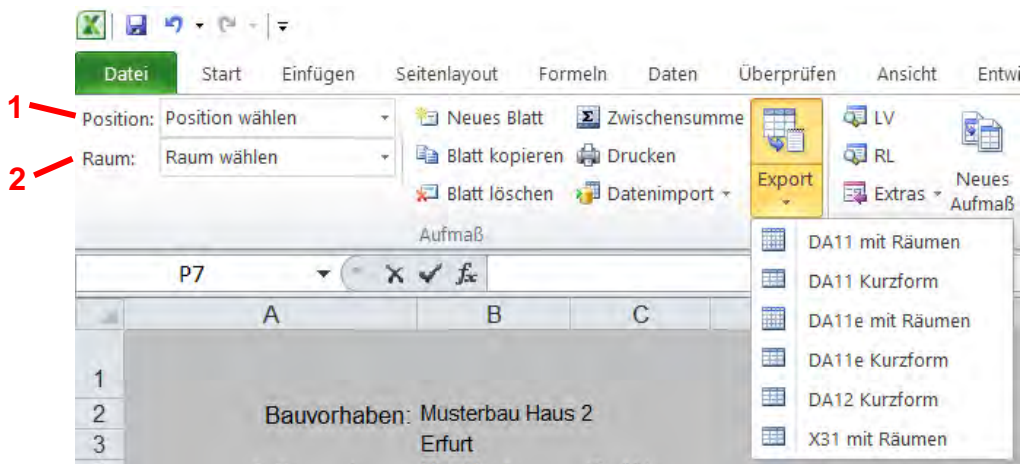 Datei Start Einfügen Seitenlayout Formeln Daten Überprüfen Ansicht Entwi
1 Position: Position wählen Neues Blatt Zwischensumme LV
2 Raum: Raum wählen Blatt kopieren Drucken RL
Blatt löschen Datenimport Export Extras Neues Aufmaß
Aufmaß
DA11 mit Räumen
DA11 Kurzform
DA11e mit Räumen
DA11e Kurzform
DA12 Kurzform
X31 mit Räumen
P7 fx
A B C
1
2 Bauvorhaben: Musterbau Haus 2
3 Erfurt